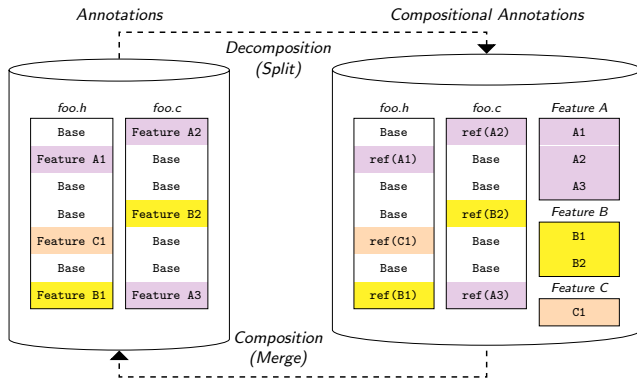 Annotations
Compositional Annotations
Decomposition
(Split)
foo.h
foo.c
Base
Feature A1
Base
Base
Feature C1
Base
Feature B1
Feature A2
Base
Base
Feature B2
Base
Base
Feature A3
foo.h
foo.c
Base
ref(A1)
Base
Base
ref(C1)
Base
ref(B1)
ref(A2)
Base
Base
ref(B2)
Base
Base
ref(A3)
Feature A
A1
A2
A3
Feature B
B1
B2
Feature C
C1
Composition
(Merge)